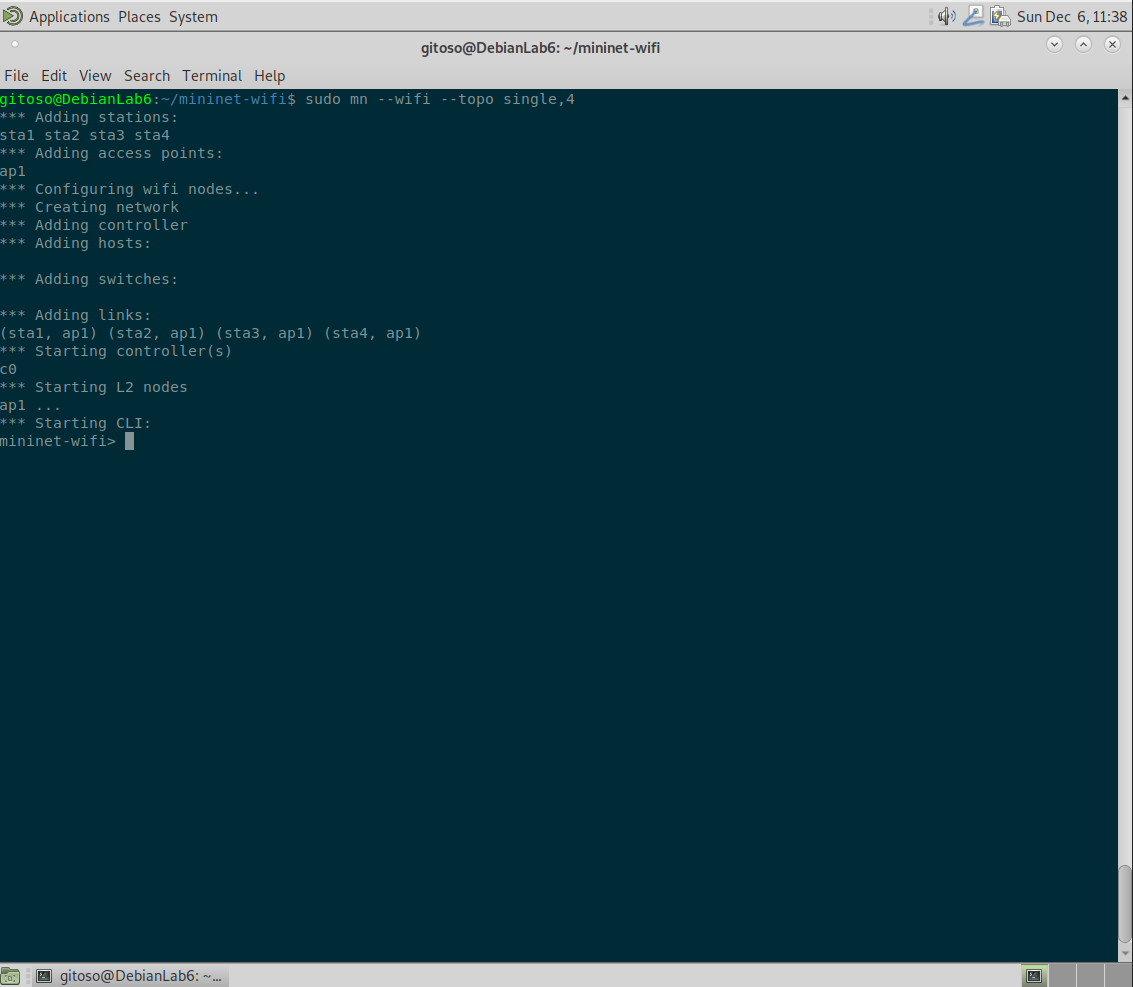 Applications Places System Sun Dec 6, 11:38
gitoso@DebianLab6: ~/mininet-wifi
File Edit View Search Terminal Help
gitoso@DebianLab6:~/mininet-wifi$ sudo mn --wifi --topo single,4
*** Adding stations:
sta1 sta2 sta3 sta4
*** Adding access points:
ap1
*** Configuring wifi nodes...
*** Creating network
*** Adding controller
*** Adding hosts:
*** Adding switches:
*** Adding links:
(sta1, ap1) (sta2, ap1) (sta3, ap1) (sta4, ap1)
*** Starting controller(s)
c0
*** Starting L2 nodes
ap1 ...
*** Starting CLI:
mininet-wifi>
gitoso@DebianLab6: ~...